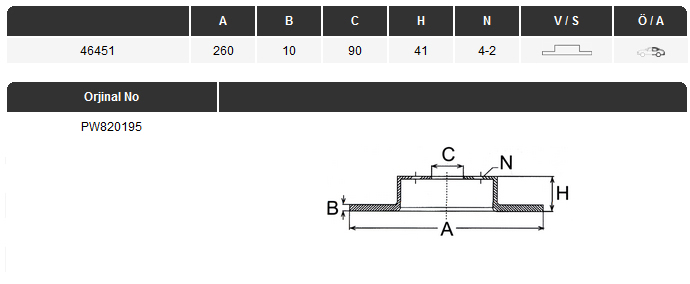 A B C H N V / S Ö / A
46451 260 10 90 41 4-2
Orjinal No
PW820195
C N
B H
A